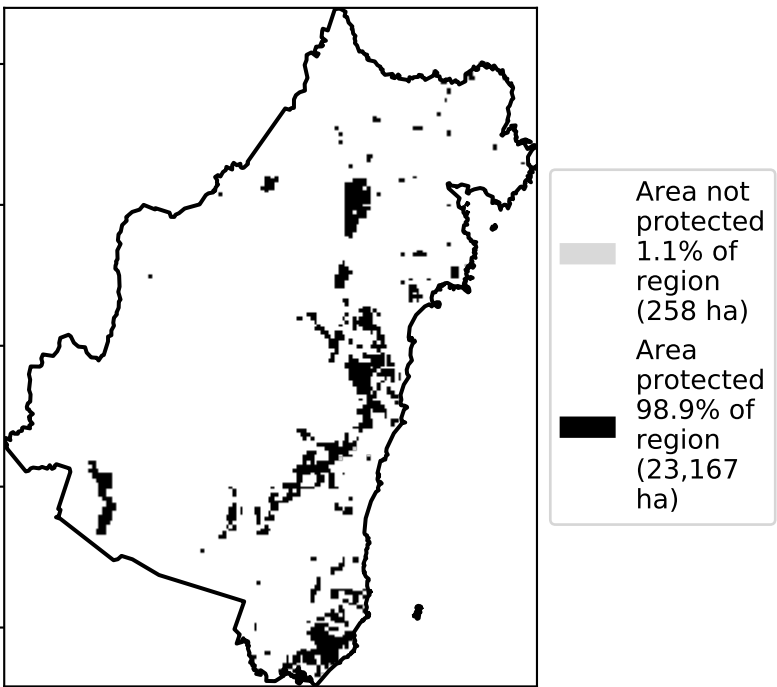 Area not
protected
1.1% of
region
(258 ha)
Area
protected
98.9% of
region
(23,167
ha)